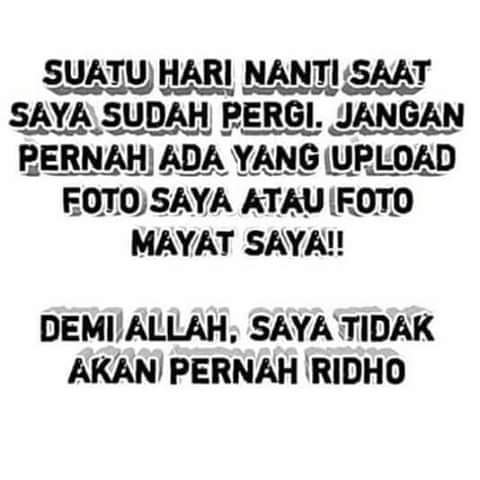 SUATU HARI NANTI SAAT
SAYA SUDAH PERGI. JANGAN
PERNAH ADA YANG UPLOAD
FOTO SAYA ATAU FOTO
MAYAT SAYA!!
DEMI ALLAH, SAYA TIDAK
AKAN PERNAH RIDHO